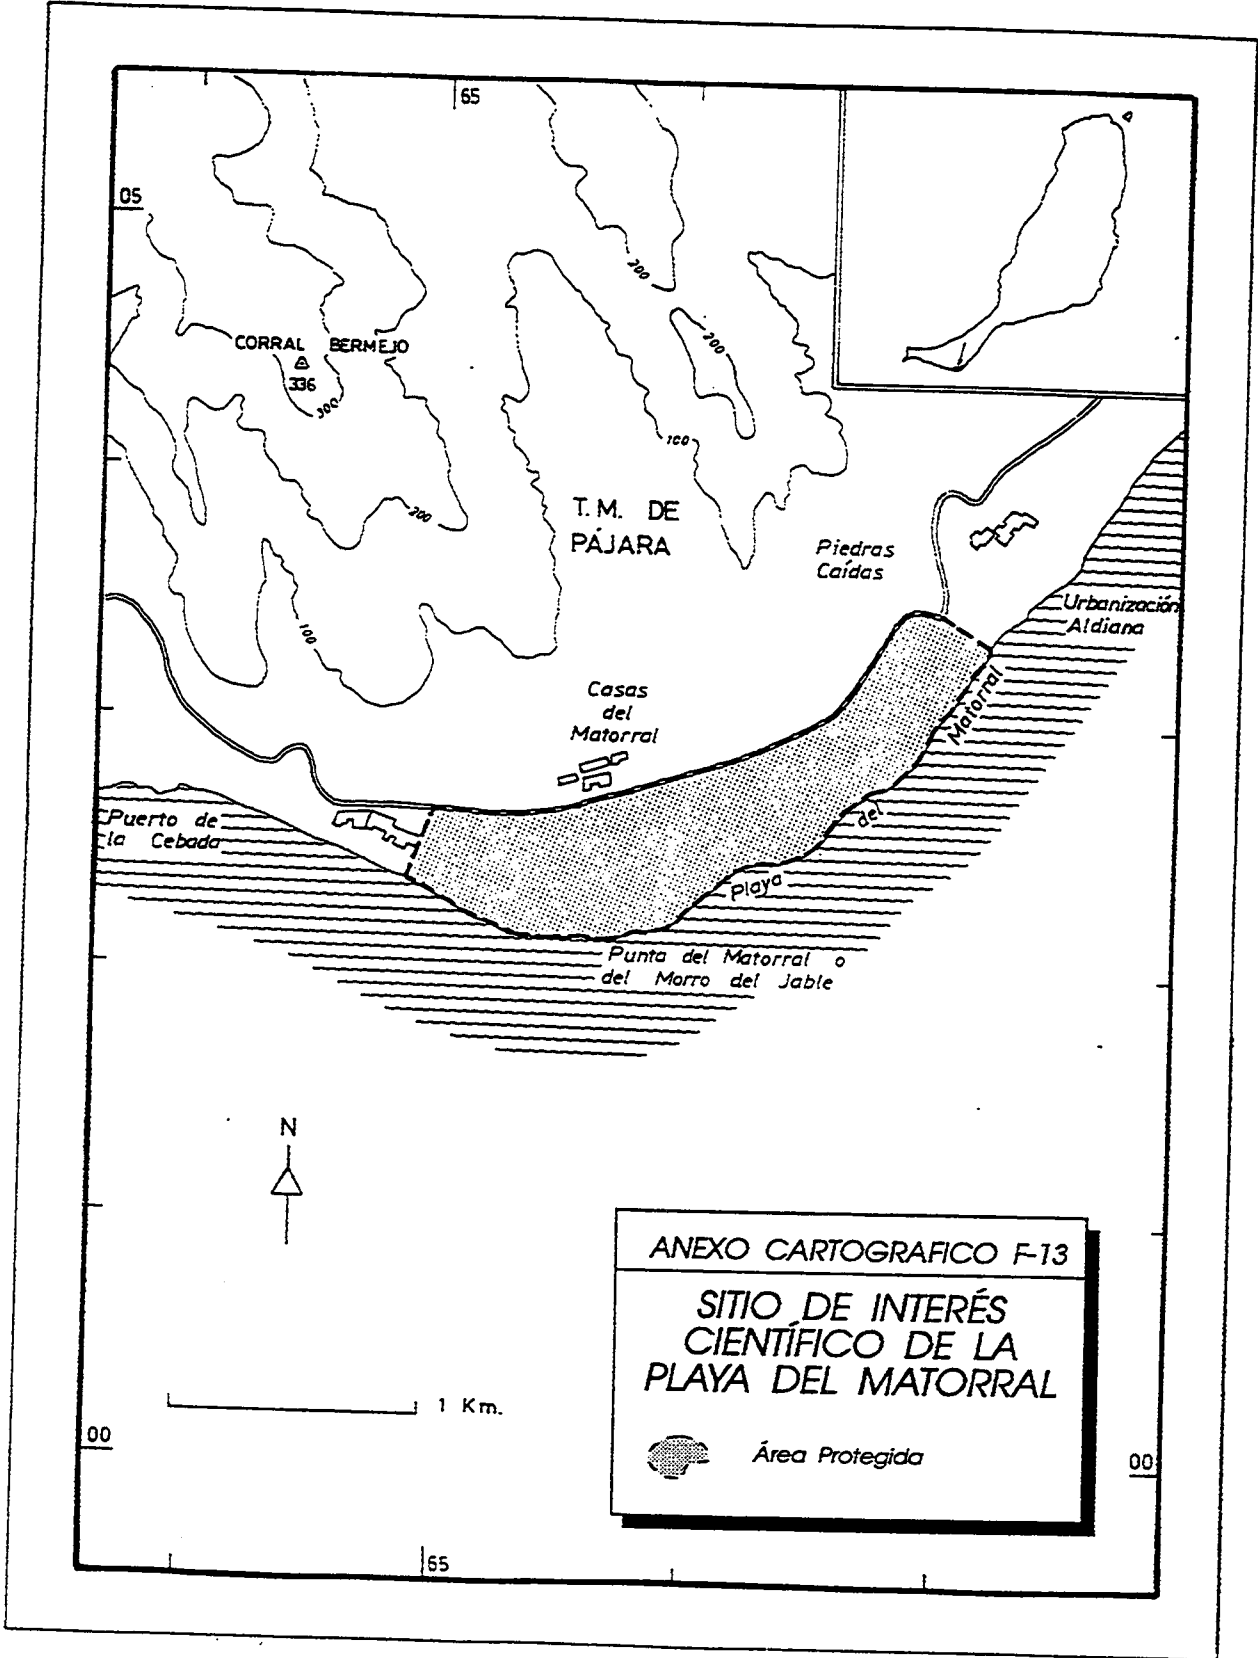 65
05
200
CORRAL BERMEJO
336
300
200
100
200
T.M. DE
PÁJARA
Piedras
Caídas
100
Urbanización
Aldiana
Casas
del
Matorral
Puerto de
la Cebada
Playa del Matorral
Punta del Matorral o
del Morro del Jable
N
ANEXO CARTOGRAFICO F-13
SITIO DE INTERÉS
CIENTÍFICO DE LA
PLAYA DEL MATORRAL
Área Protegida
1 Km.
00
00
65